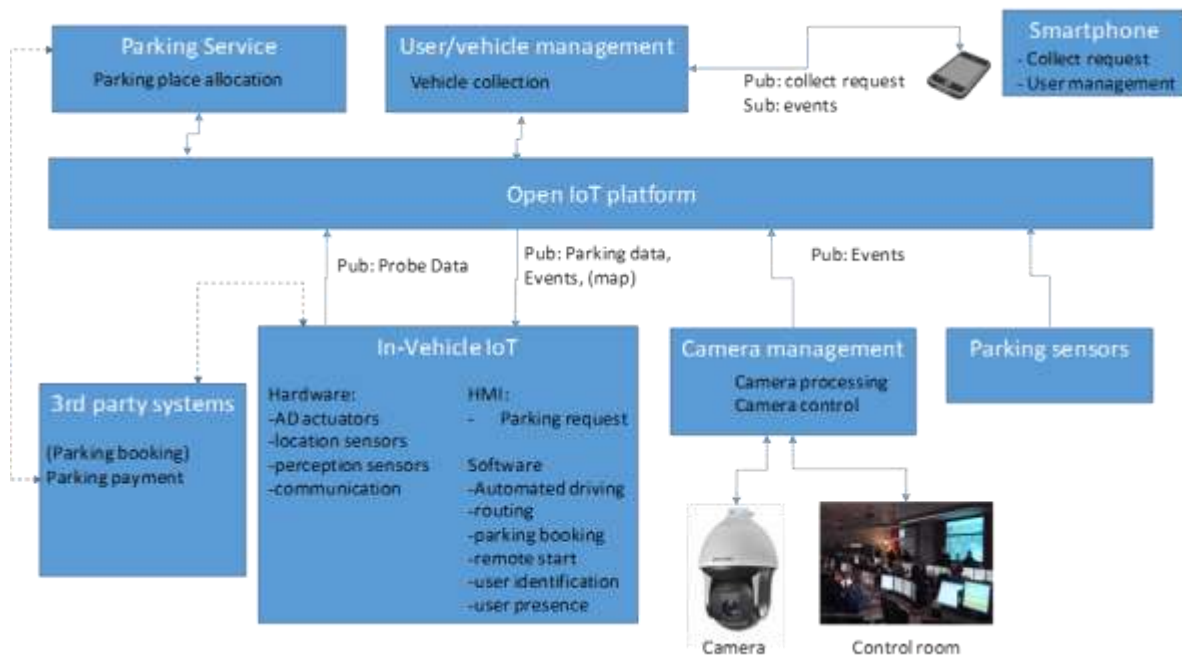 Parking Service
Parking place allocation
User/vehicle management
Vehicle collection
Pub: collect request
Sub: events
Smartphone
- Collect request
- User management
Open IoT platform
Pub: Probe Data
Pub: Parking data,
Events, (map)
Pub: Events
3rd party systems
(Parking booking)
Parking payment
In-Vehicle IoT
Hardware:
-AD actuators
-location sensors
-perception sensors
-communication
HMI:
- Parking request
Software
-Automated driving
-routing
-parking booking
-remote start
-user identification
-user presence
Camera management
Camera processing
Camera control
Parking sensors
Camera
Control room